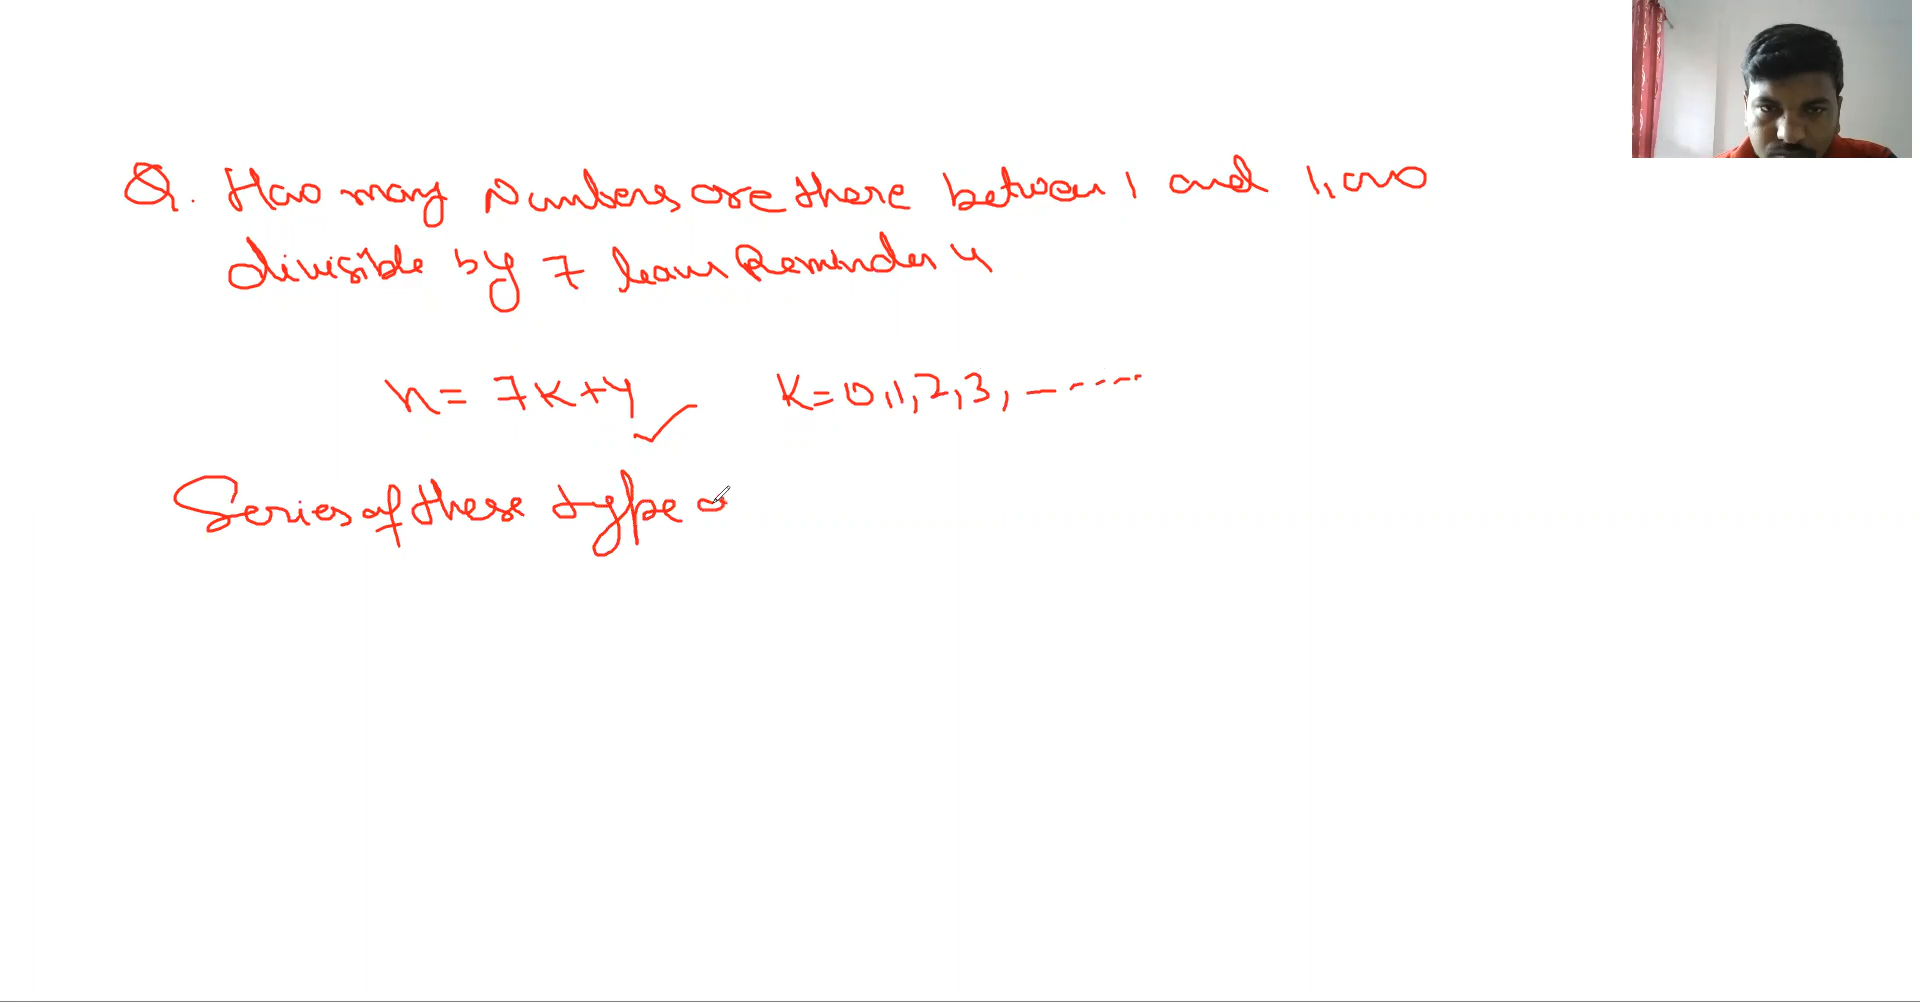 Q. How many Numbers are there between 1 and 1,000
divisible by 7 leave Reminder 4
n = 7K+4 K=0,1,2,3, ------
Series of these type o